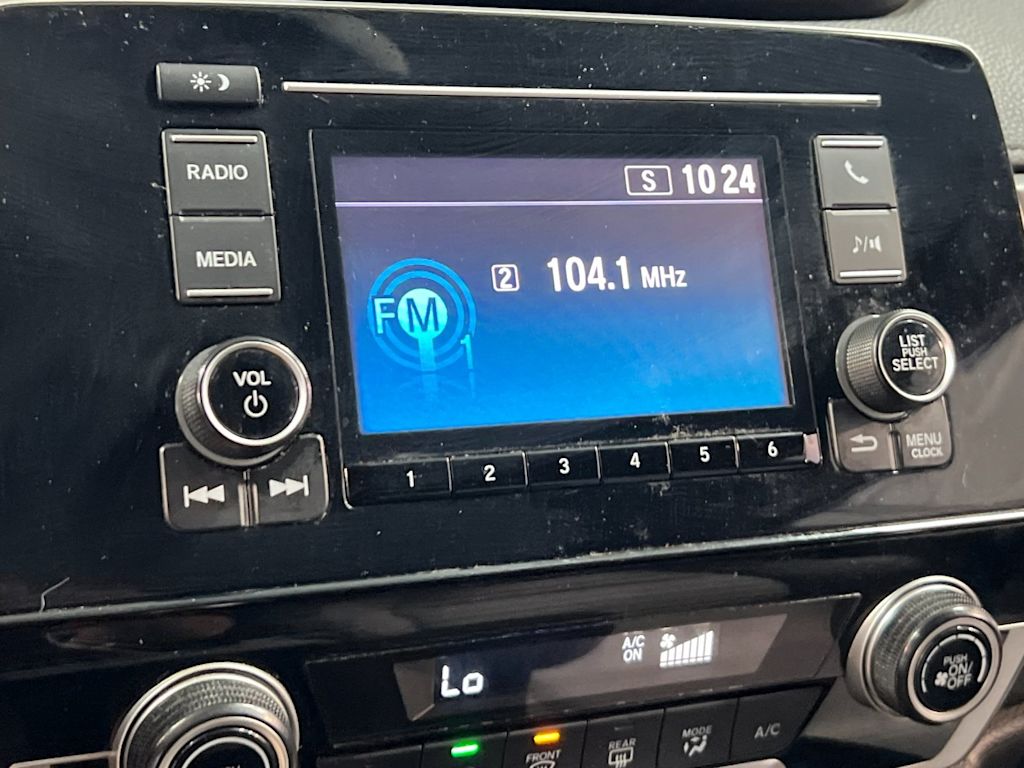 RADIO
MEDIA
S 10 24
2 104.1 MHz
FM
1
VOL
LIST
PUSH
SELECT
MENU
CLOCK
1 2 3 4 5 6
A/C
ON
Lo
PUSH
ON/
OFF
FRONT
REAR
MODE
A/C